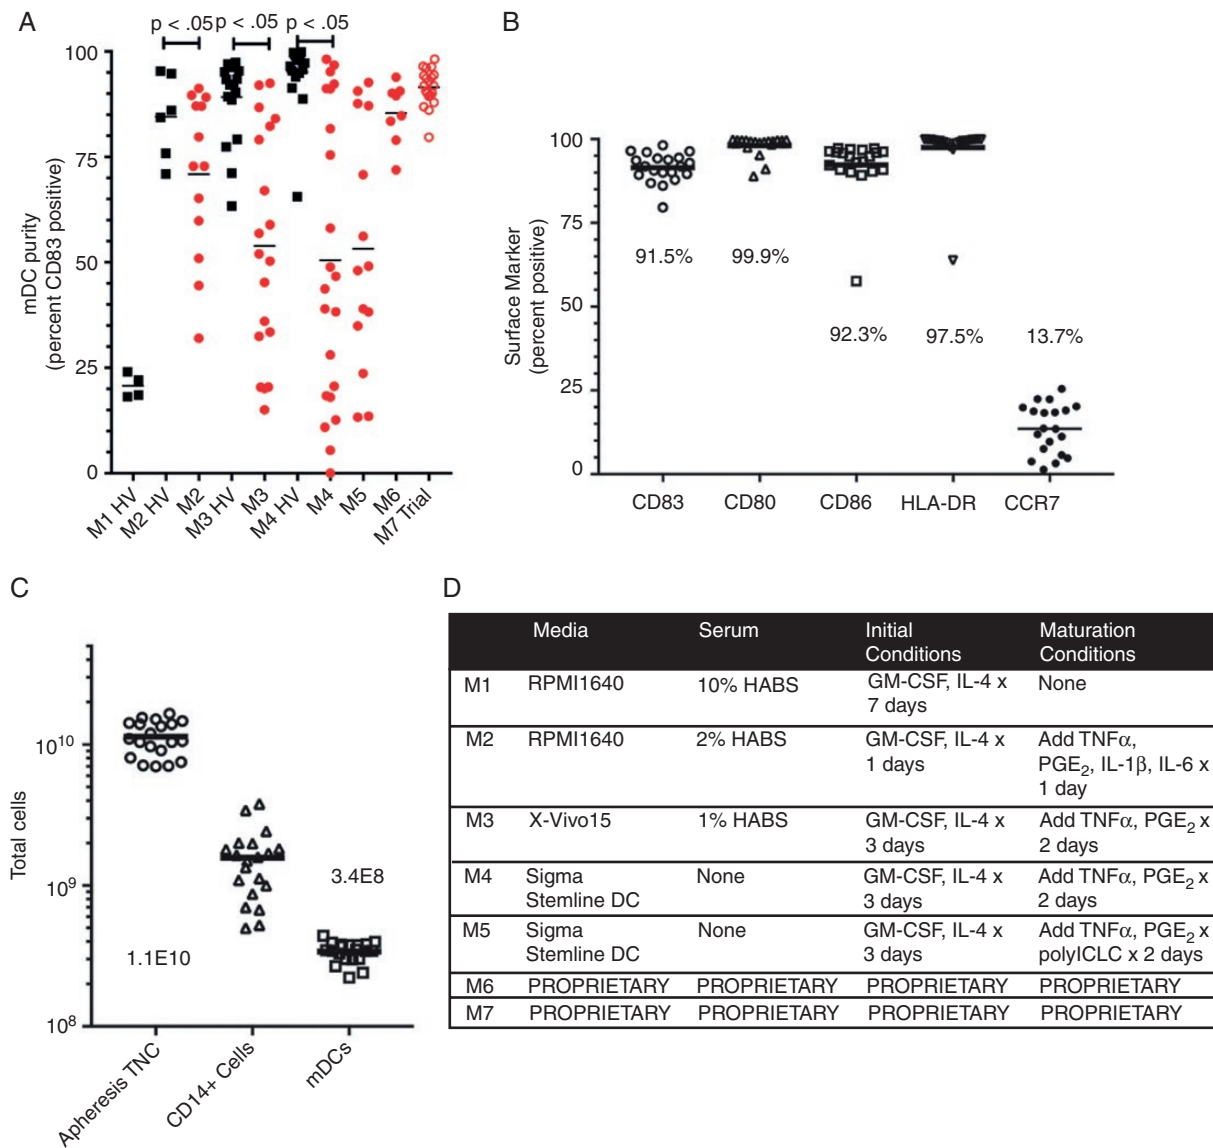 A
p < .05 p < .05 p < .05
100
75
50
25
0
mDC purity
(percent CD83 positive)
M1 HV
M2 HV
M2
M3 HV
M3
M4 HV
M4
M5
M6
M7 Trial
B
100
75
50
25
0
Surface Marker
(percent positive)
91.5% 99.9%
92.3% 97.5% 13.7%
CD83 CD80 CD86 HLA-DR CCR7
C
10¹⁰
10⁹
10⁸
Total cells
3.4E8
1.1E10
Apheresis TNC
CD14+ Cells
mDCs
D
Media Serum Initial Maturation
Conditions Conditions
M1 RPMI1640 10% HABS GM-CSF, IL-4 x None
7 days
M2 RPMI1640 2% HABS GM-CSF, IL-4 x Add TNFα,
1 days PGE₂, IL-1β, IL-6 x
1 day
M3 X-Vivo15 1% HABS GM-CSF, IL-4 x Add TNFα, PGE₂ x
3 days 2 days
M4 Sigma None GM-CSF, IL-4 x Add TNFα, PGE₂ x
Stemline DC 3 days 2 days
M5 Sigma None GM-CSF, IL-4 x Add TNFα, PGE₂ x
Stemline DC 3 days polyICLC x 2 days
M6 PROPRIETARY PROPRIETARY PROPRIETARY PROPRIETARY
M7 PROPRIETARY PROPRIETARY PROPRIETARY PROPRIETARY